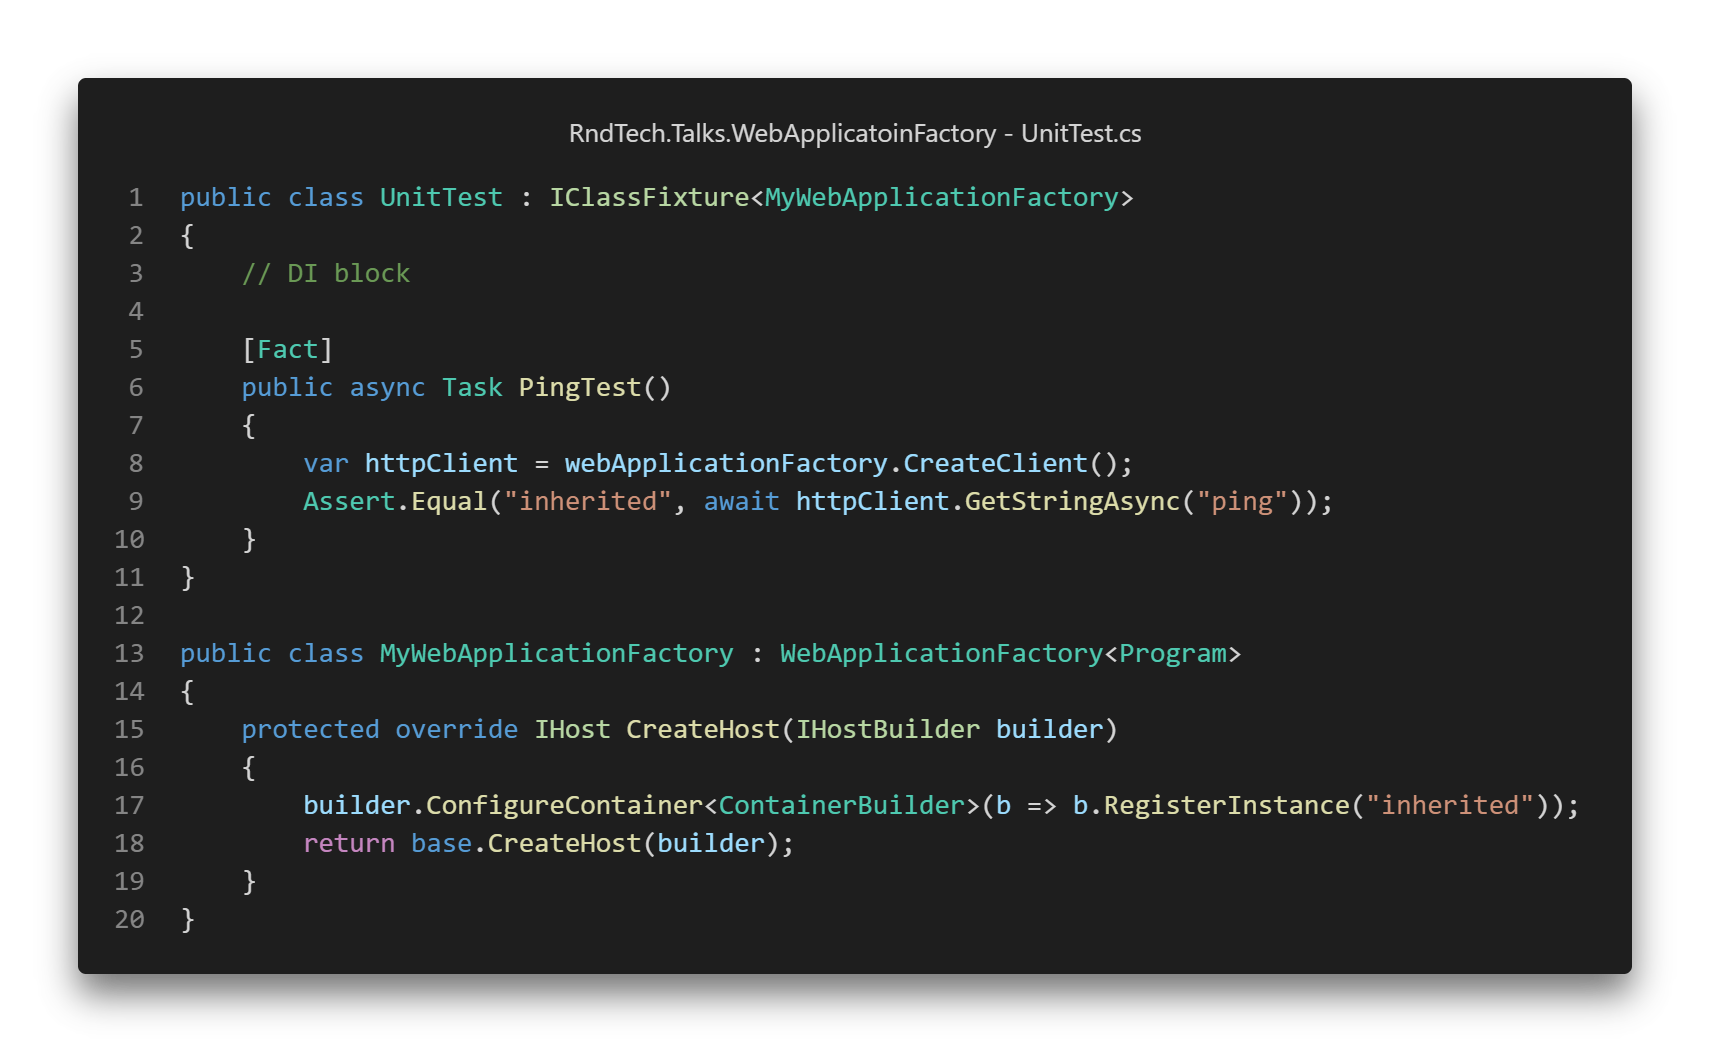 RndTech.Talks.WebApplicatoinFactory - UnitTest.cs
1 public class UnitTest : IClassFixture<MyWebApplicationFactory>
2 {
3     // DI block
4
5     [Fact]
6     public async Task PingTest()
7     {
8         var httpClient = webApplicationFactory.CreateClient();
9         Assert.Equal("inherited", await httpClient.GetStringAsync("ping"));
10     }
11 }
12
13 public class MyWebApplicationFactory : WebApplicationFactory<Program>
14 {
15     protected override IHost CreateHost(IHostBuilder builder)
16     {
17         builder.ConfigureContainer<ContainerBuilder>(b => b.RegisterInstance("inherited"));
18         return base.CreateHost(builder);
19     }
20 }